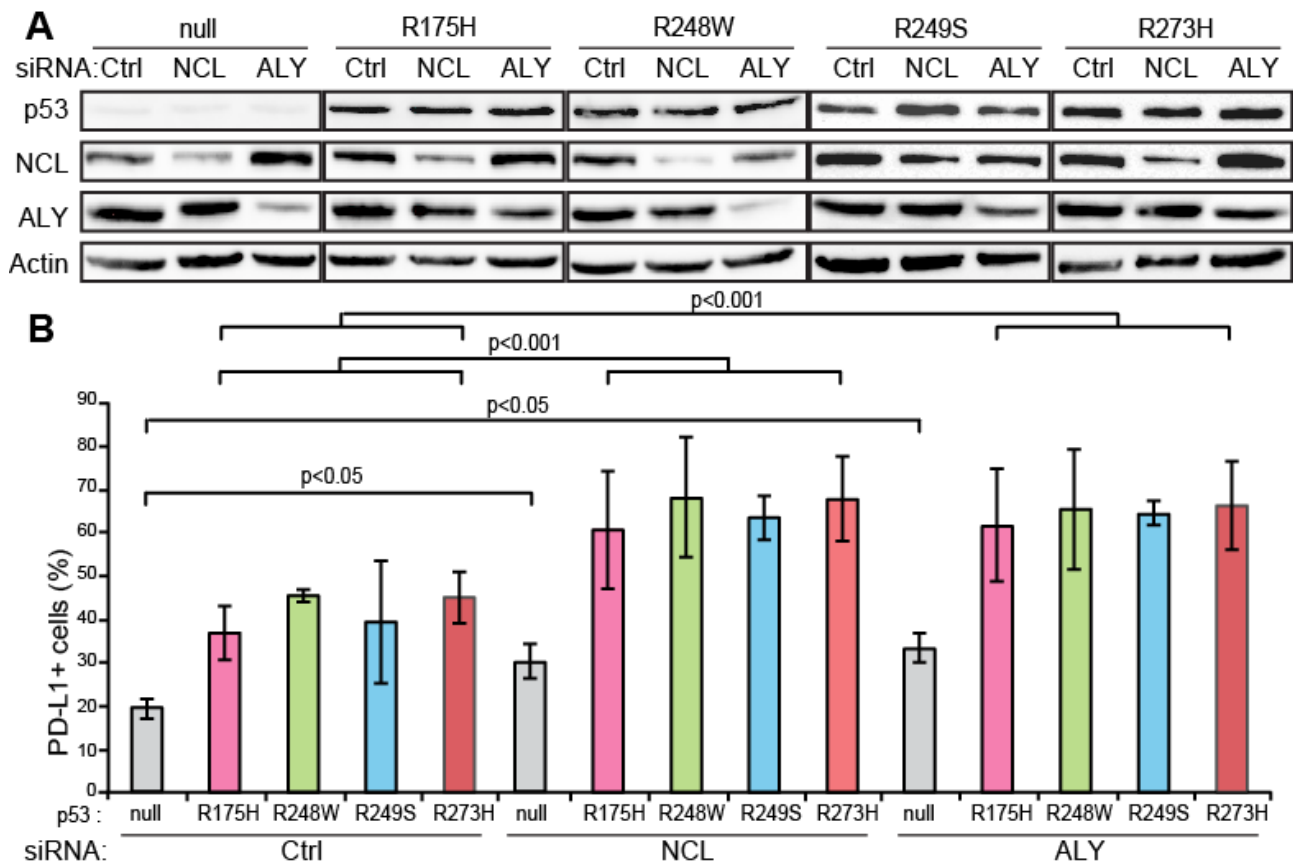 A
null R175H R248W R249S R273H
siRNA: Ctrl NCL ALY Ctrl NCL ALY Ctrl NCL ALY Ctrl NCL ALY Ctrl NCL ALY
p53
NCL
ALY
Actin
B
p<0.001
p<0.001
p<0.05
p<0.05
PD-L1+ cells (%)
90
80
70
60
50
40
30
20
10
0
p53 : null R175H R248W R249S R273H null R175H R248W R249S R273H null R175H R248W R249S R273H
siRNA: Ctrl NCL ALY